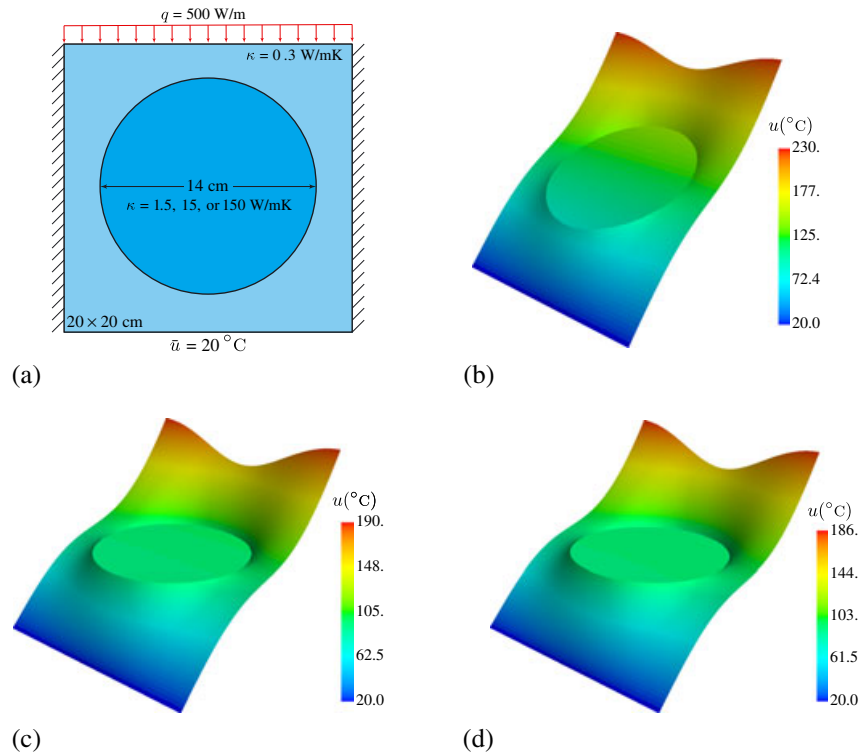 q = 500 W/m
κ = 0.3 W/mK
14 cm
κ = 1.5, 15, or 150 W/mK
20 × 20 cm
ū = 20 °C
(a)
u(°C)
230.
177.
125.
72.4
20.0
(b)
u(°C)
190.
148.
105.
62.5
20.0
(c)
u(°C)
186.
144.
103.
61.5
20.0
(d)